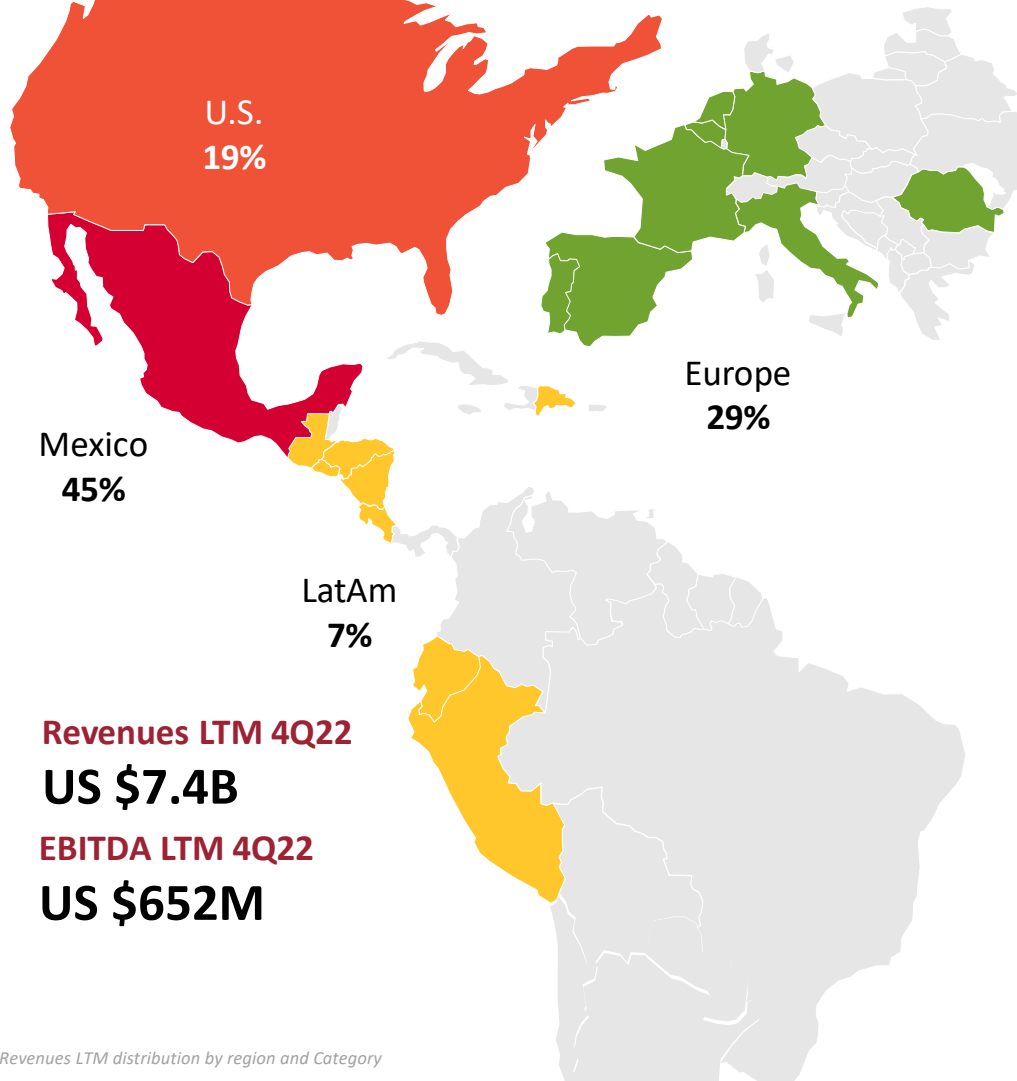 U.S.
19%
Europe
29%
Mexico
45%
LatAm
7%
Revenues LTM 4Q22
US $7.4B
EBITDA LTM 4Q22
US $652M
Revenues LTM distribution by region and Category